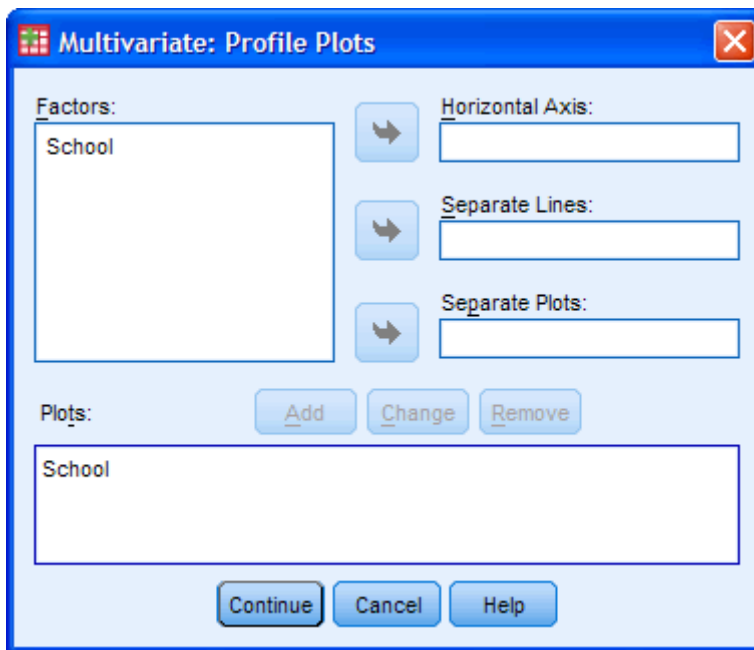 Multivariate: Profile Plots
Factors:
School
Horizontal Axis:
Separate Lines:
Separate Plots:
Plots:
Add
Change
Remove
School
Continue
Cancel
Help